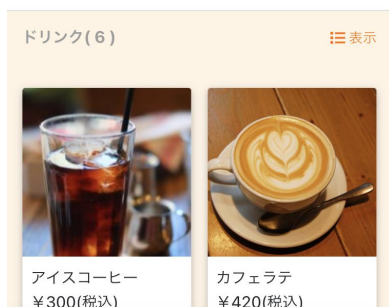 ドリンク( 6 )
表示
アイスコーヒー
￥300(税込)
カフェラテ
￥420(税込)